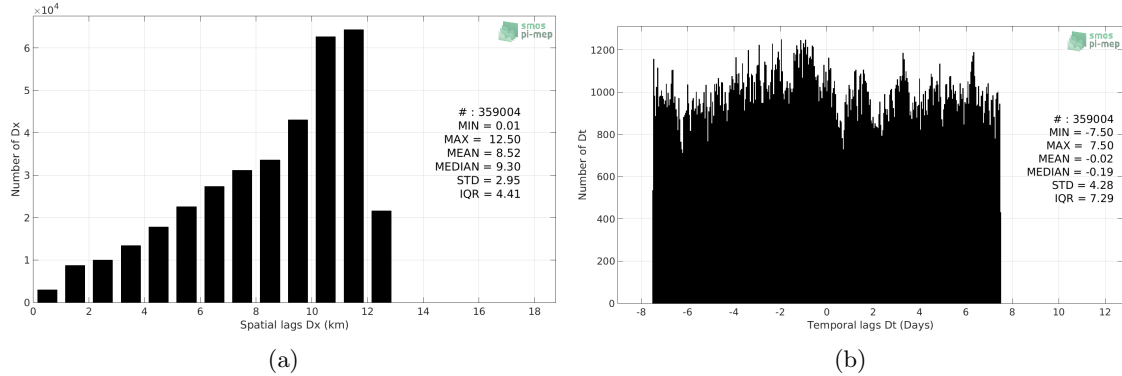 ×10⁴
smos
pi-mep
6
5
4
3
2
1
0
Number of Dx
# : 359004
MIN = 0.01
MAX = 12.50
MEAN = 8.52
MEDIAN = 9.30
STD = 2.95
IQR = 4.41
0 2 4 6 8 10 12 14 16 18
Spatial lags Dx (km)
(a)
smos
pi-mep
1200
1000
800
600
400
200
0
Number of Dt
# : 359004
MIN = -7.50
MAX = 7.50
MEAN = -0.02
MEDIAN = -0.19
STD = 4.28
IQR = 7.29
-8 -6 -4 -2 0 2 4 6 8 10 12
Temporal lags Dt (Days)
(b)